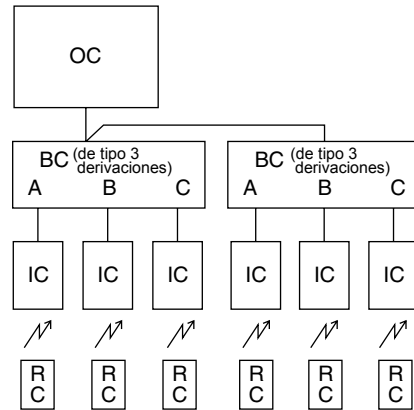 OC
BC (de tipo 3 derivaciones)
A B C
BC (de tipo 3 derivaciones)
A B C
IC IC IC IC IC IC
R C R C R C R C R C R C